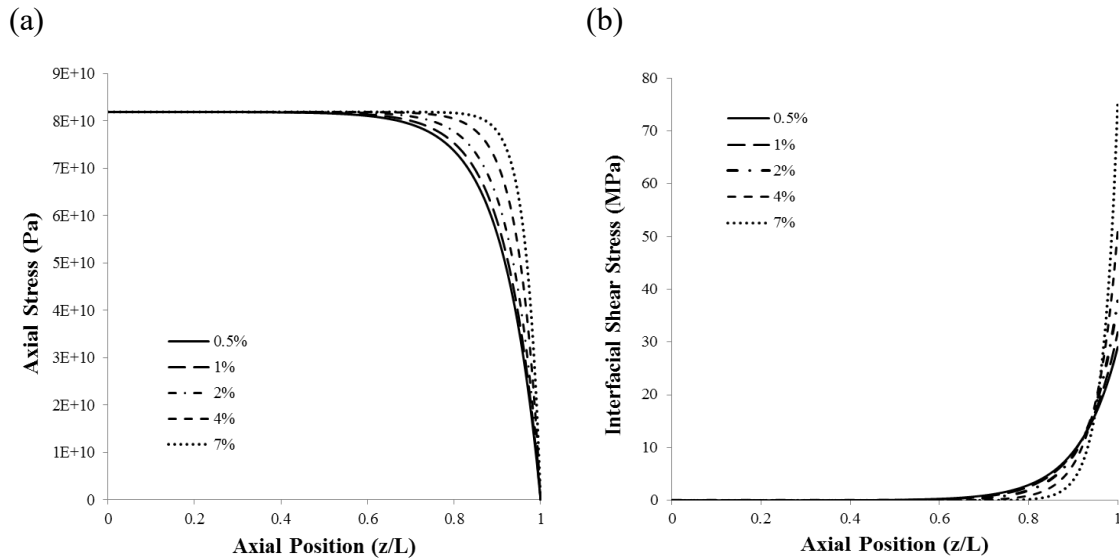 (a)
(b)
Axial Stress (Pa)
9E+10
8E+10
7E+10
6E+10
5E+10
4E+10
3E+10
2E+10
1E+10
0
0.5%
1%
2%
4%
7%
0 0.2 0.4 0.6 0.8 1
Axial Position (z/L)
Interfacial Shear Stress (MPa)
80
70
60
50
40
30
20
10
0
0.5%
1%
2%
4%
7%
0 0.2 0.4 0.6 0.8 1
Axial Position (z/L)